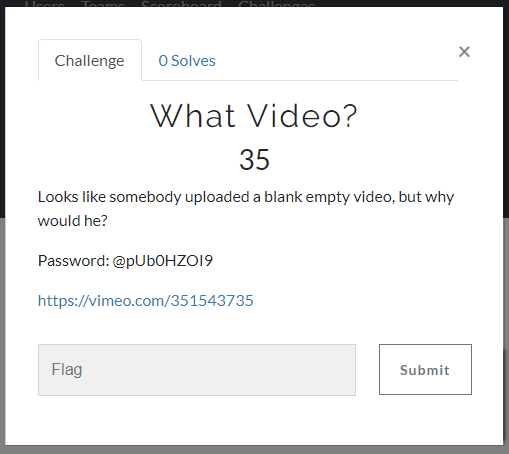 Users Teams Scoreboard Challenges
×
Challenge 0 Solves
What Video?
35
Looks like somebody uploaded a blank empty video, but why
would he?
Password: @pUb0HZOI9
https://vimeo.com/351543735
Flag Submit